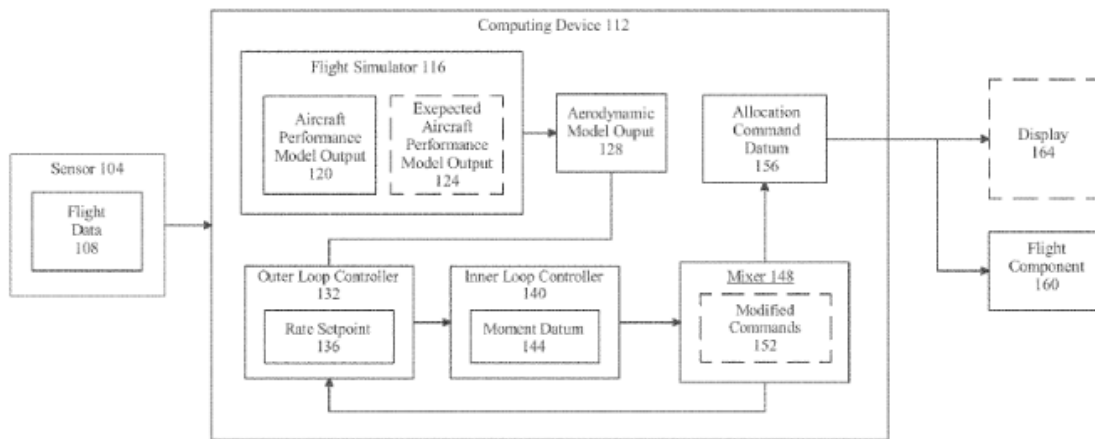 Computing Device 112
Flight Simulator 116
Aircraft
Performance
Model Output
120
Exepected
Aircraft
Performance
Model Output
124
Aerodynamic
Model Ouput
128
Allocation
Command
Datum
156
Display
164
Sensor 104
Flight
Data
108
Outer Loop Controller
132
Rate Setpoint
136
Inner Loop Controller
140
Moment Datum
144
Mixer 148
Modified
Commands
152
Flight
Component
160